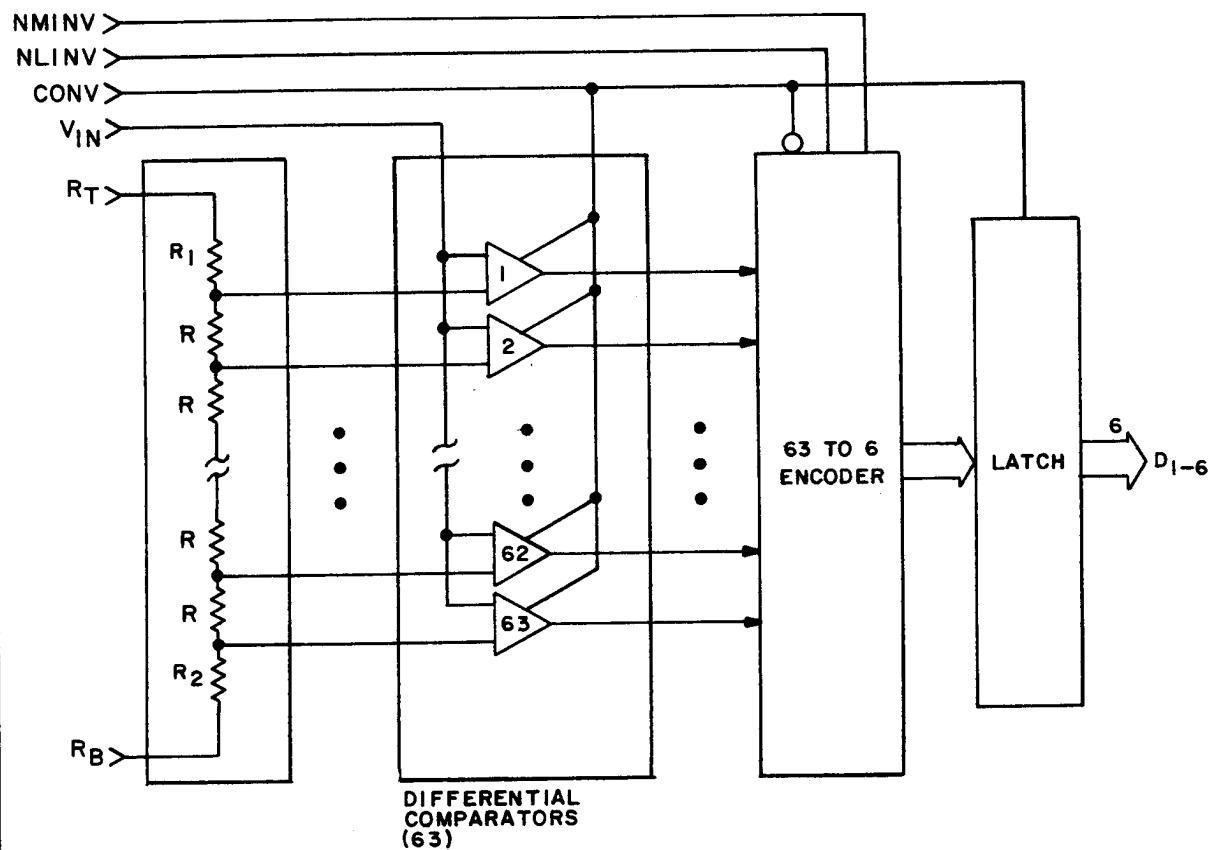 NMINV
NLINV
CONV
VIN
RT
R1
R
R
R
R
R2
RB
1
2
62
63
DIFFERENTIAL
COMPARATORS
(63)
63 TO 6
ENCODER
LATCH
6
D1-6